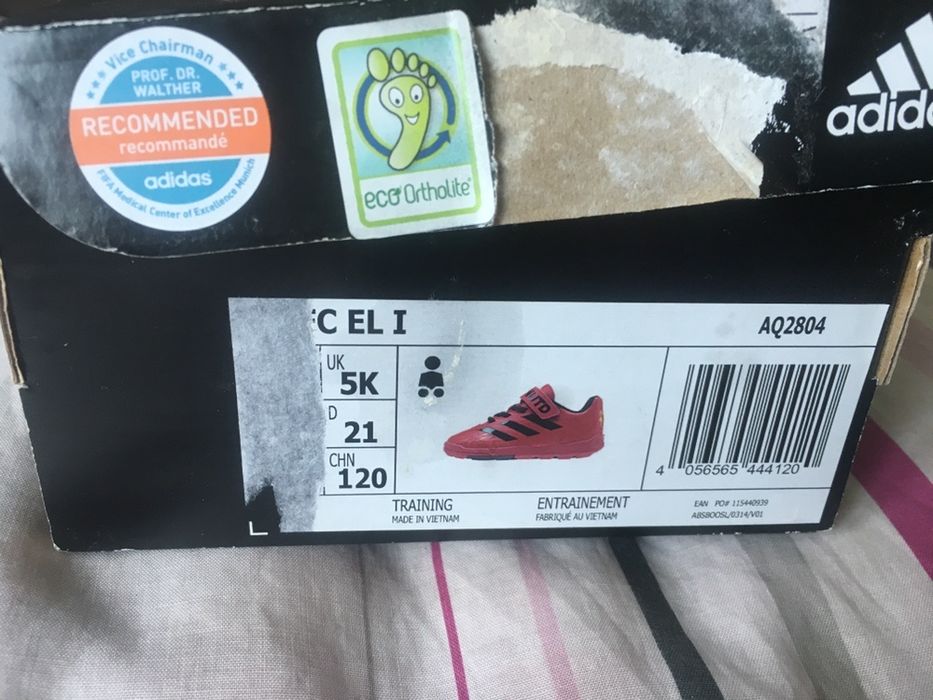 Vice Chairman
PROF. DR.
WALTHER
RECOMMENDED
recommandé
adidas
FIFA Medical Center of Excellence Munich
eco Ortholite®
adidas
C EL I
AQ2804
UK
5K
D
21
CHN
120
4 056565 444120
TRAINING
MADE IN VIETNAM
ENTRAINEMENT
FABRIQUÉ AU VIETNAM
EAN PO# 115440939
ABSBOOSL/0314/V01